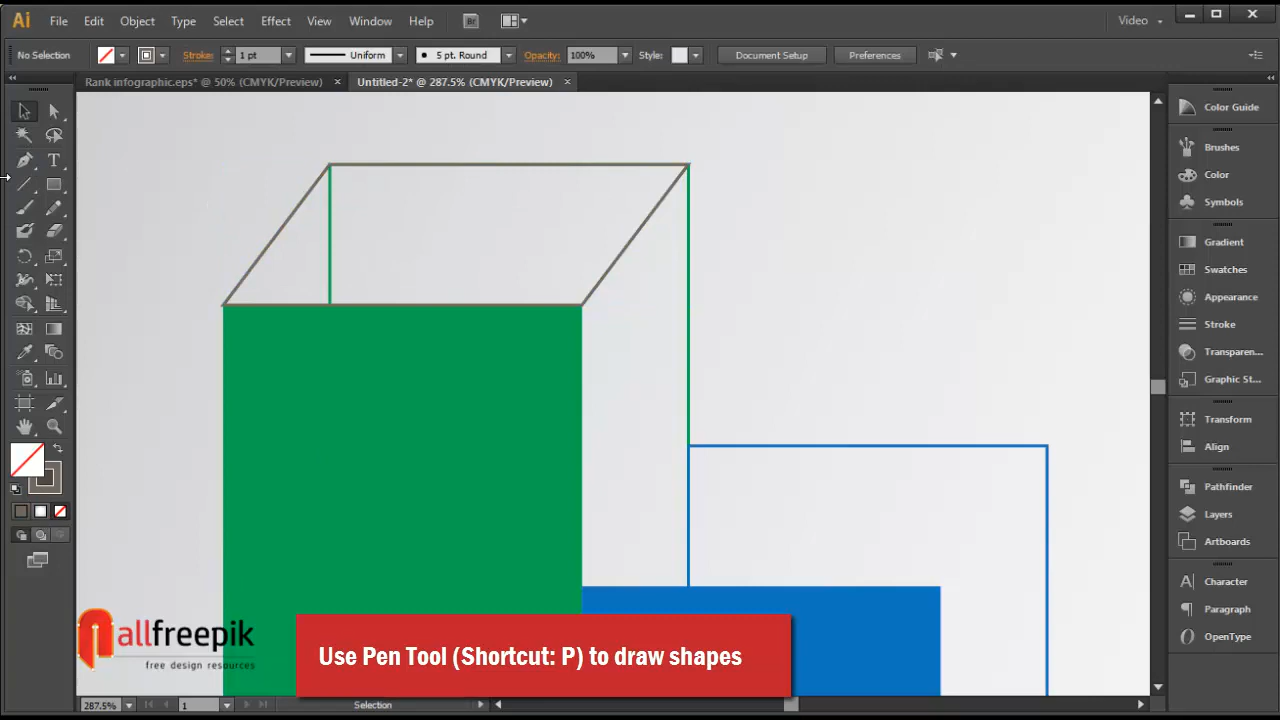 Ai File Edit Object Type Select Effect View Window Help Br Video
No Selection Stroke: 1 pt Uniform 5 pt. Round Opacity: 100% Style: Document Setup Preferences
Rank infographic.eps* @ 50% (CMYK/Preview) × Untitled-2* @ 287.5% (CMYK/Preview) ×
Color Guide
Brushes
Color
Symbols
Gradient
Swatches
Appearance
Stroke
Transparen...
Graphic St...
Transform
Align
Pathfinder
Layers
Artboards
Character
Paragraph
OpenType
allfreepik
free design resources
Use Pen Tool (Shortcut: P) to draw shapes
287.5% 1 Selection